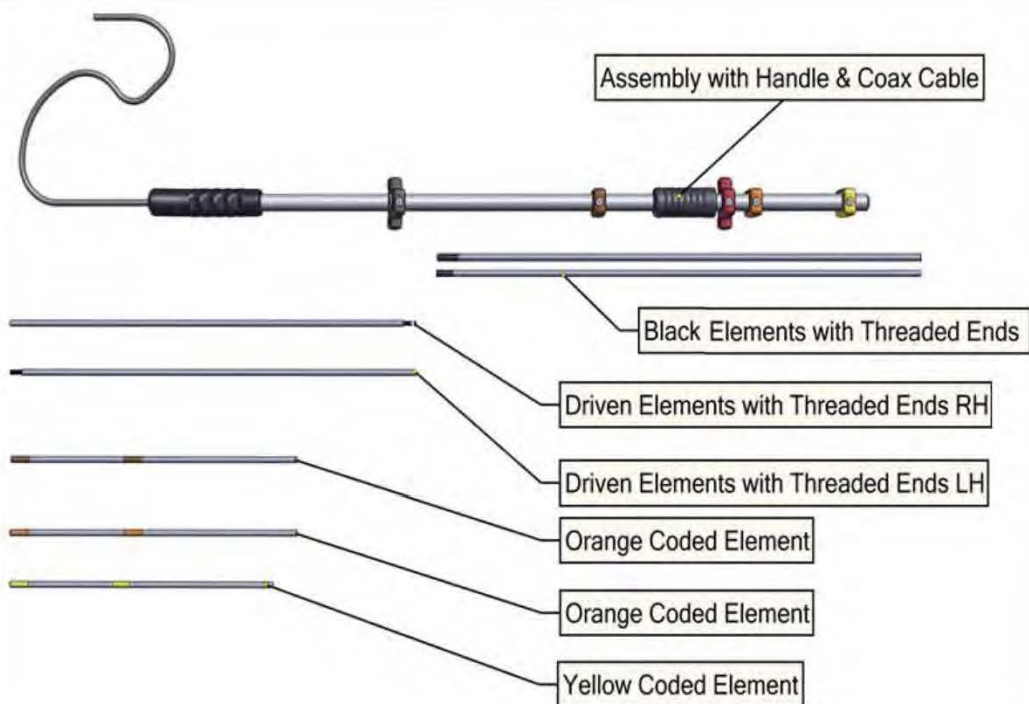 Assembly with Handle & Coax Cable
Black Elements with Threaded Ends
Driven Elements with Threaded Ends RH
Driven Elements with Threaded Ends LH
Orange Coded Element
Orange Coded Element
Yellow Coded Element